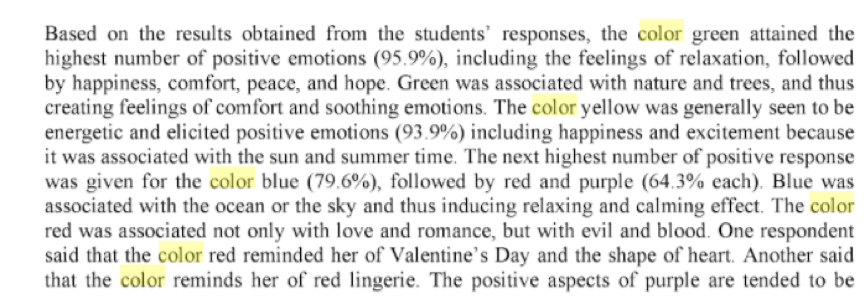 Based on the results obtained from the students’ responses, the color green attained the
highest number of positive emotions (95.9%), including the feelings of relaxation, followed
by happiness, comfort, peace, and hope. Green was associated with nature and trees, and thus
creating feelings of comfort and soothing emotions. The color yellow was generally seen to be
energetic and elicited positive emotions (93.9%) including happiness and excitement because
it was associated with the sun and summer time. The next highest number of positive response
was given for the color blue (79.6%), followed by red and purple (64.3% each). Blue was
associated with the ocean or the sky and thus inducing relaxing and calming effect. The color
red was associated not only with love and romance, but with evil and blood. One respondent
said that the color red reminded her of Valentine’s Day and the shape of heart. Another said
that the color reminds her of red lingerie. The positive aspects of purple are tended to be